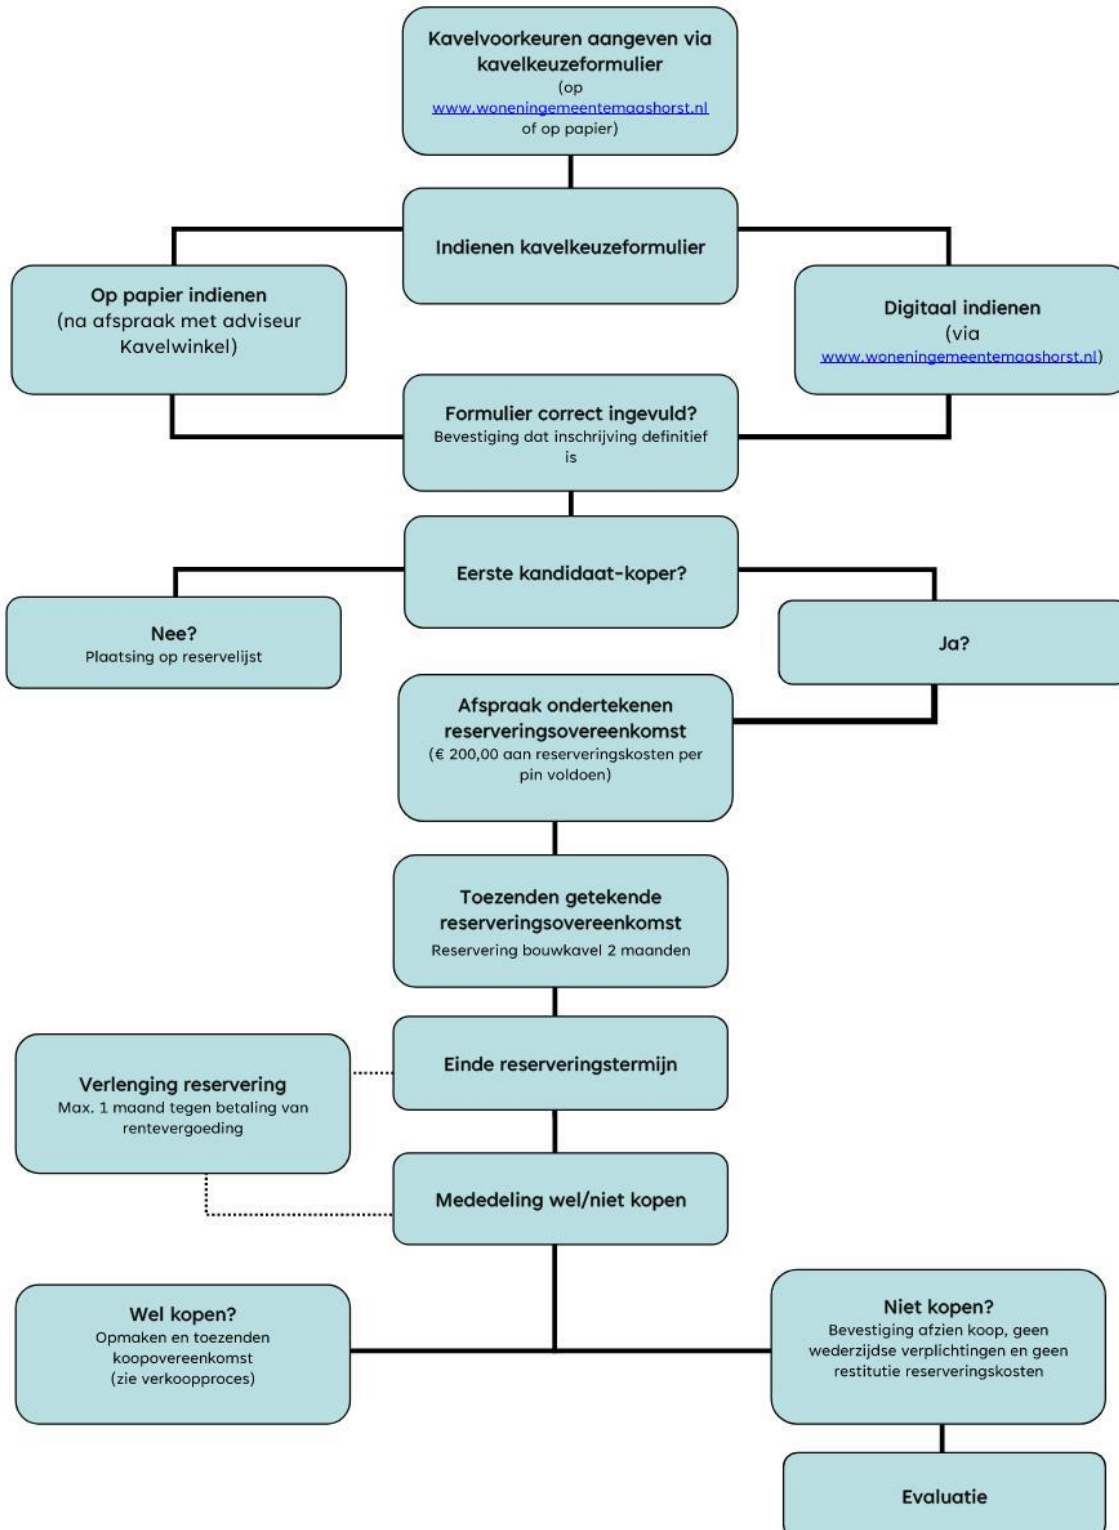 Kavelvoorkeuren aangeven via
kavelkeuzeformulier
(op
www.woneningemeentemaashorst.nl
of op papier)
Indienen kavelkeuzeformulier
Op papier indienen
(na afspraak met adviseur
Kavelwinkel)
Digitaal indienen
(via
www.woneningemeentemaashorst.nl)
Formulier correct ingevuld?
Bevestiging dat inschrijving definitief
is
Eerste kandidaat-koper?
Nee?
Plaatsing op reservelijst
Ja?
Afspraak ondertekenen
reserveringsovereenkomst
(€ 200,00 aan reserveringskosten per
pin voldoen)
Toezenden getekende
reserveringsovereenkomst
Reservering bouwkavel 2 maanden
Einde reserveringstermijn
Verlenging reservering
Max. 1 maand tegen betaling van
rentevergoeding
Mededeling wel/niet kopen
Wel kopen?
Opmaken en toezenden
koopovereenkomst
(zie verkoopproces)
Niet kopen?
Bevestiging afzien koop, geen
wederzijdse verplichtingen en geen
restitutie reserveringskosten
Evaluatie